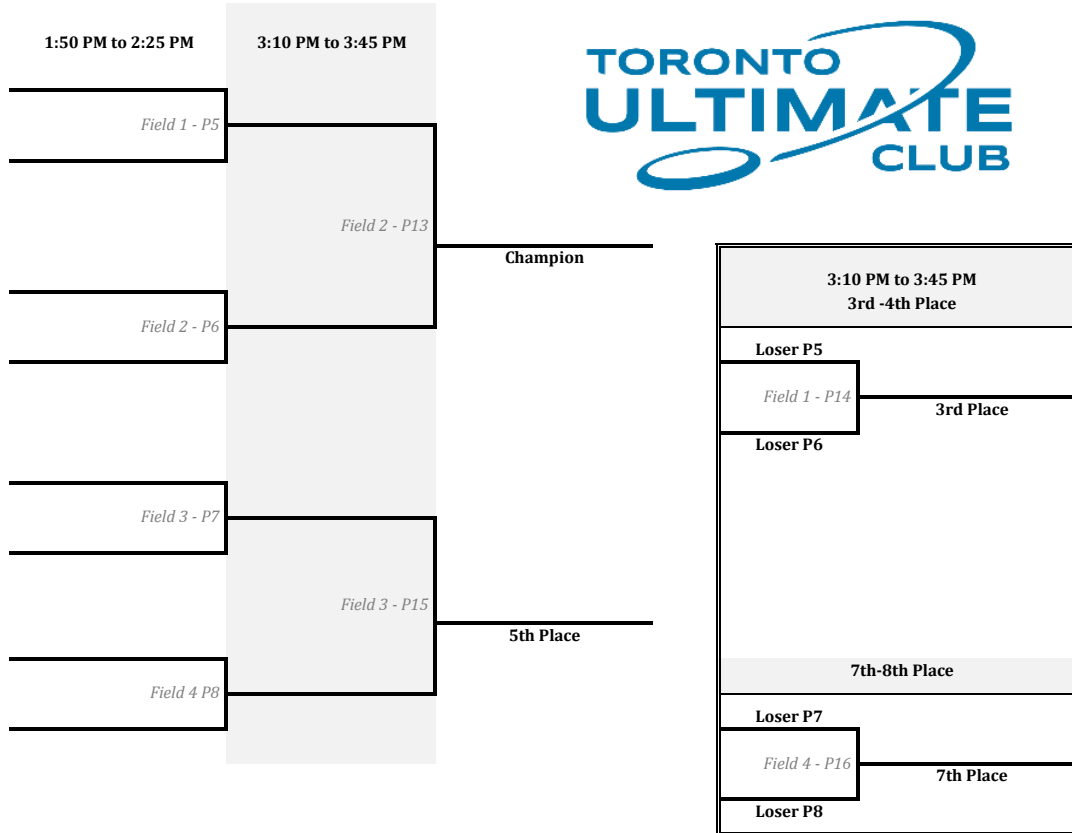 1:50 PM to 2:25 PM
3:10 PM to 3:45 PM
TORONTO
ULTIMATE
CLUB
Field 1 - P5
Field 2 - P13
Champion
Field 2 - P6
Field 3 - P7
Field 3 - P15
5th Place
Field 4 P8
3:10 PM to 3:45 PM
3rd -4th Place
Loser P5
Field 1 - P14
3rd Place
Loser P6
7th-8th Place
Loser P7
Field 4 - P16
7th Place
Loser P8